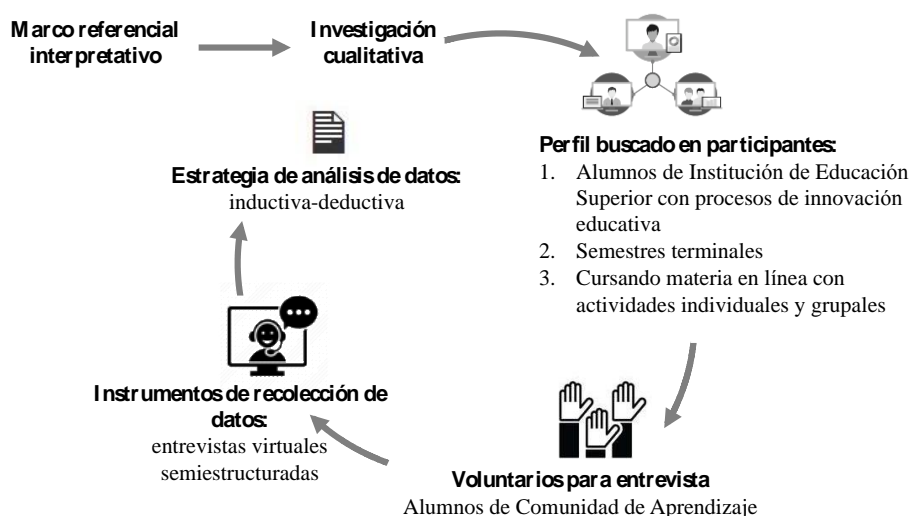 Marco referencial
interpretativo
Investigación
cualitativa
Perfil buscado en participantes:
1. Alumnos de Institución de Educación
Superior con procesos de innovación
educativa
2. Semestres terminales
3. Cursando materia en línea con
actividades individuales y grupales
Voluntarios para entrevista
Alumnos de Comunidad de Aprendizaje
Instrumentos de recolección de
datos:
entrevistas virtuales
semiestructuradas
Estrategia de análisis de datos:
inductiva-deductiva